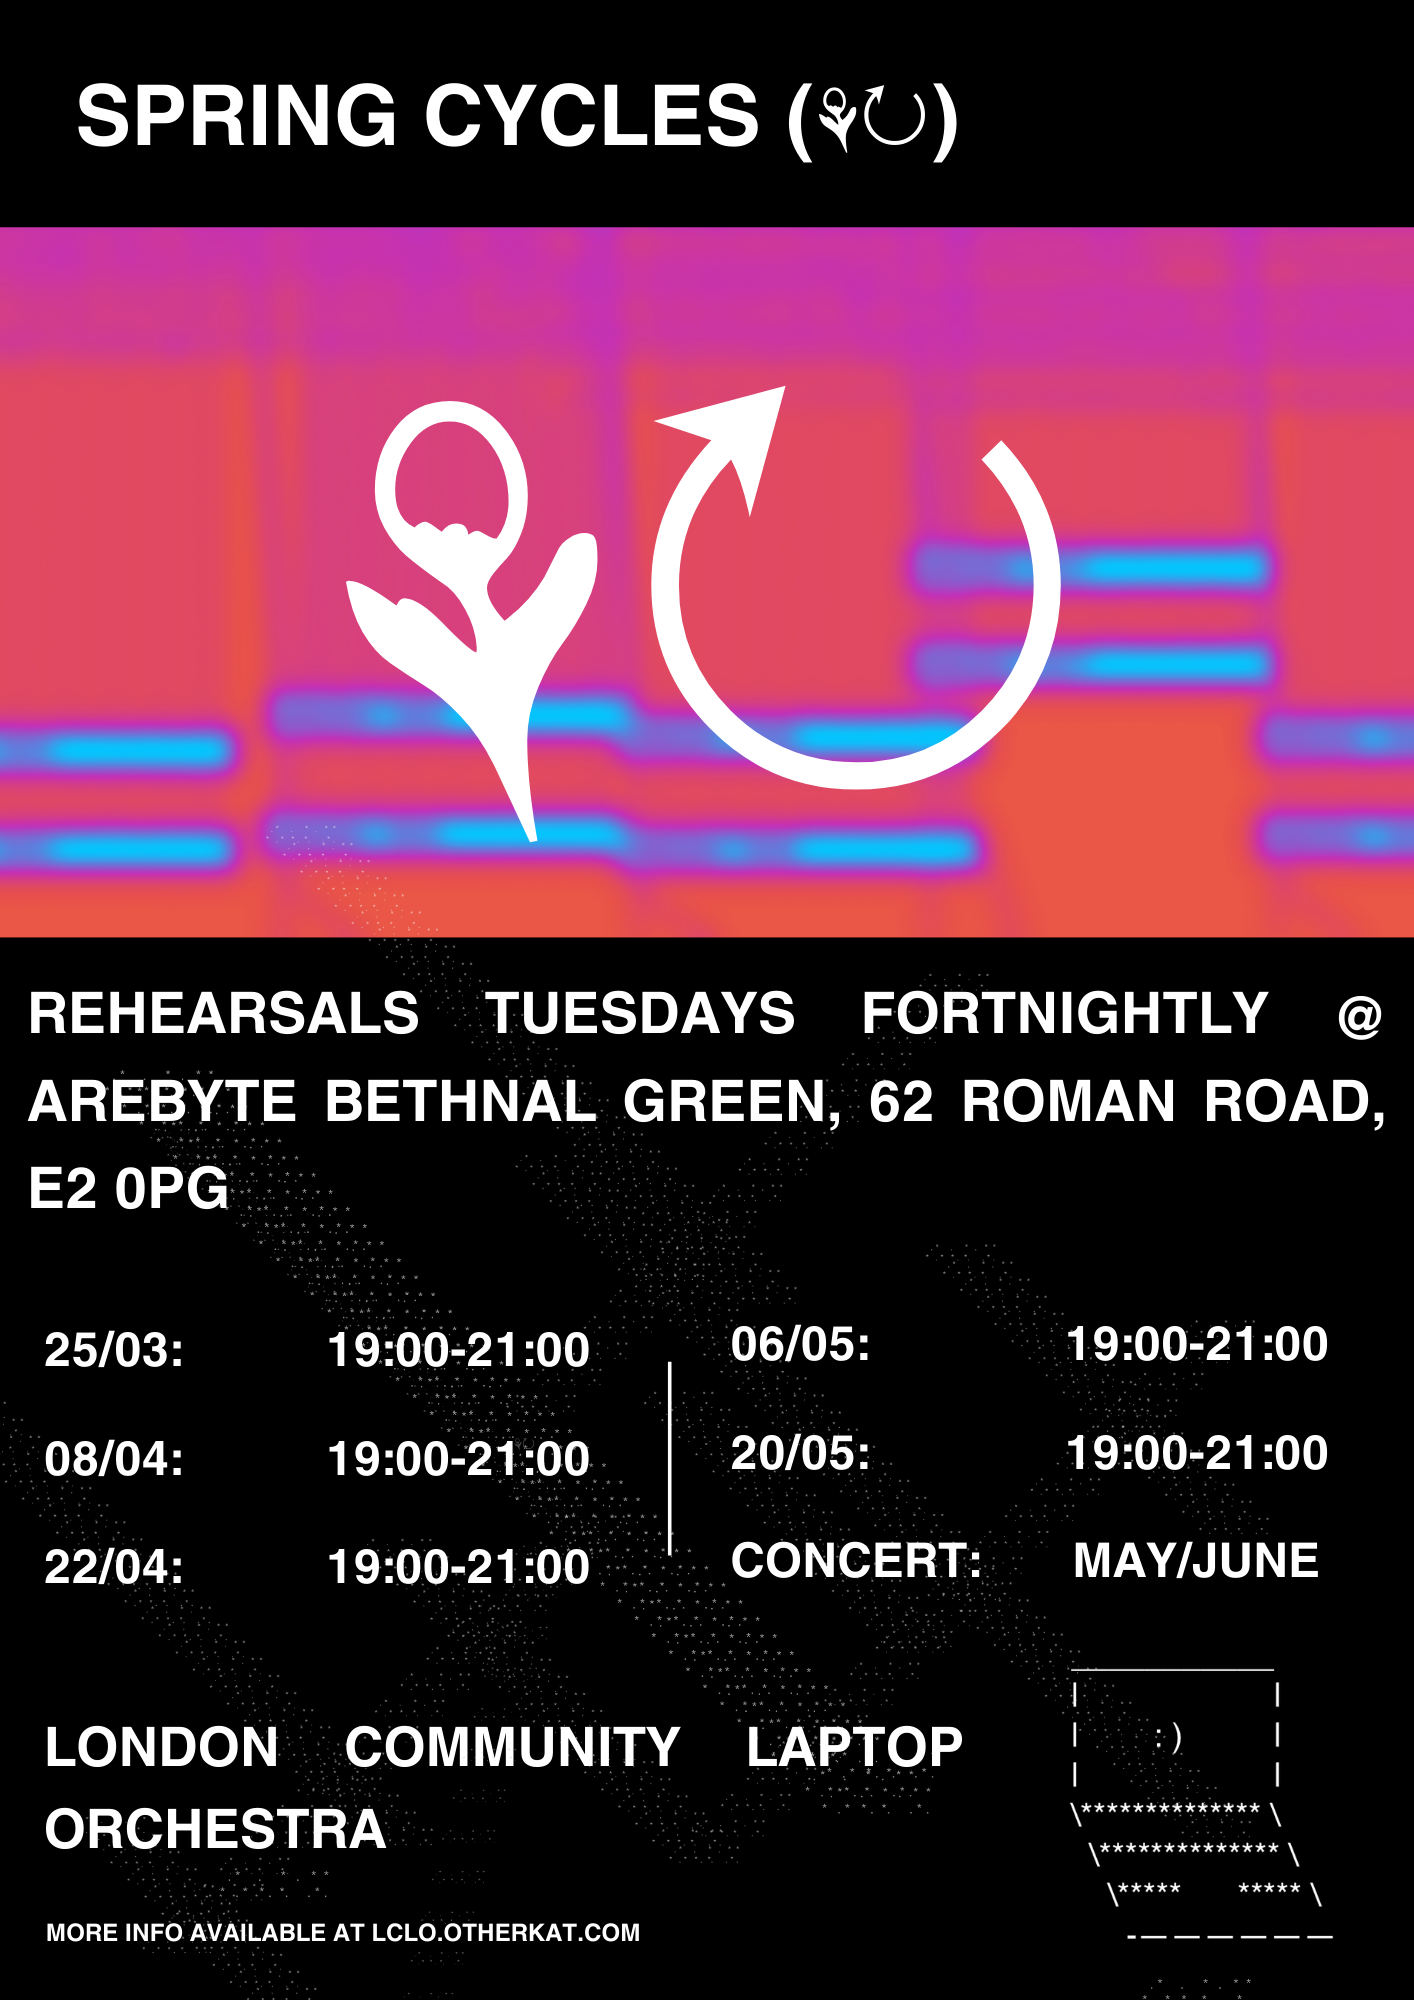 SPRING CYCLES ( )
REHEARSALS TUESDAYS FORTNIGHTLY @
AREBYTE BETHNAL GREEN, 62 ROMAN ROAD,
E2 0PG
25/03: 19:00-21:00
08/04: 19:00-21:00
22/04: 19:00-21:00
06/05: 19:00-21:00
20/05: 19:00-21:00
CONCERT: MAY/JUNE
LONDON COMMUNITY LAPTOP
ORCHESTRA
:)
MORE INFO AVAILABLE AT LCLO.OTHERKAT.COM